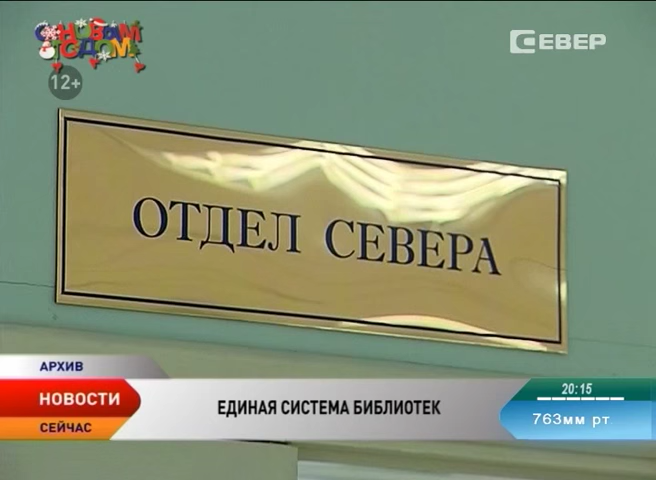 С НОВЫМ
ГОДОМ!
СЕВЕР
12+
ОТДЕЛ СЕВЕРА
АРХИВ
НОВОСТИ
СЕЙЧАС
ЕДИНАЯ СИСТЕМА БИБЛИОТЕК
20:15
763мм рт